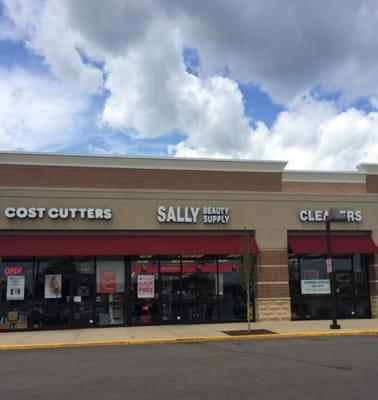 COST CUTTERS
SALLY BEAUTY
SUPPLY
CLEANERS
OPEN
FREE